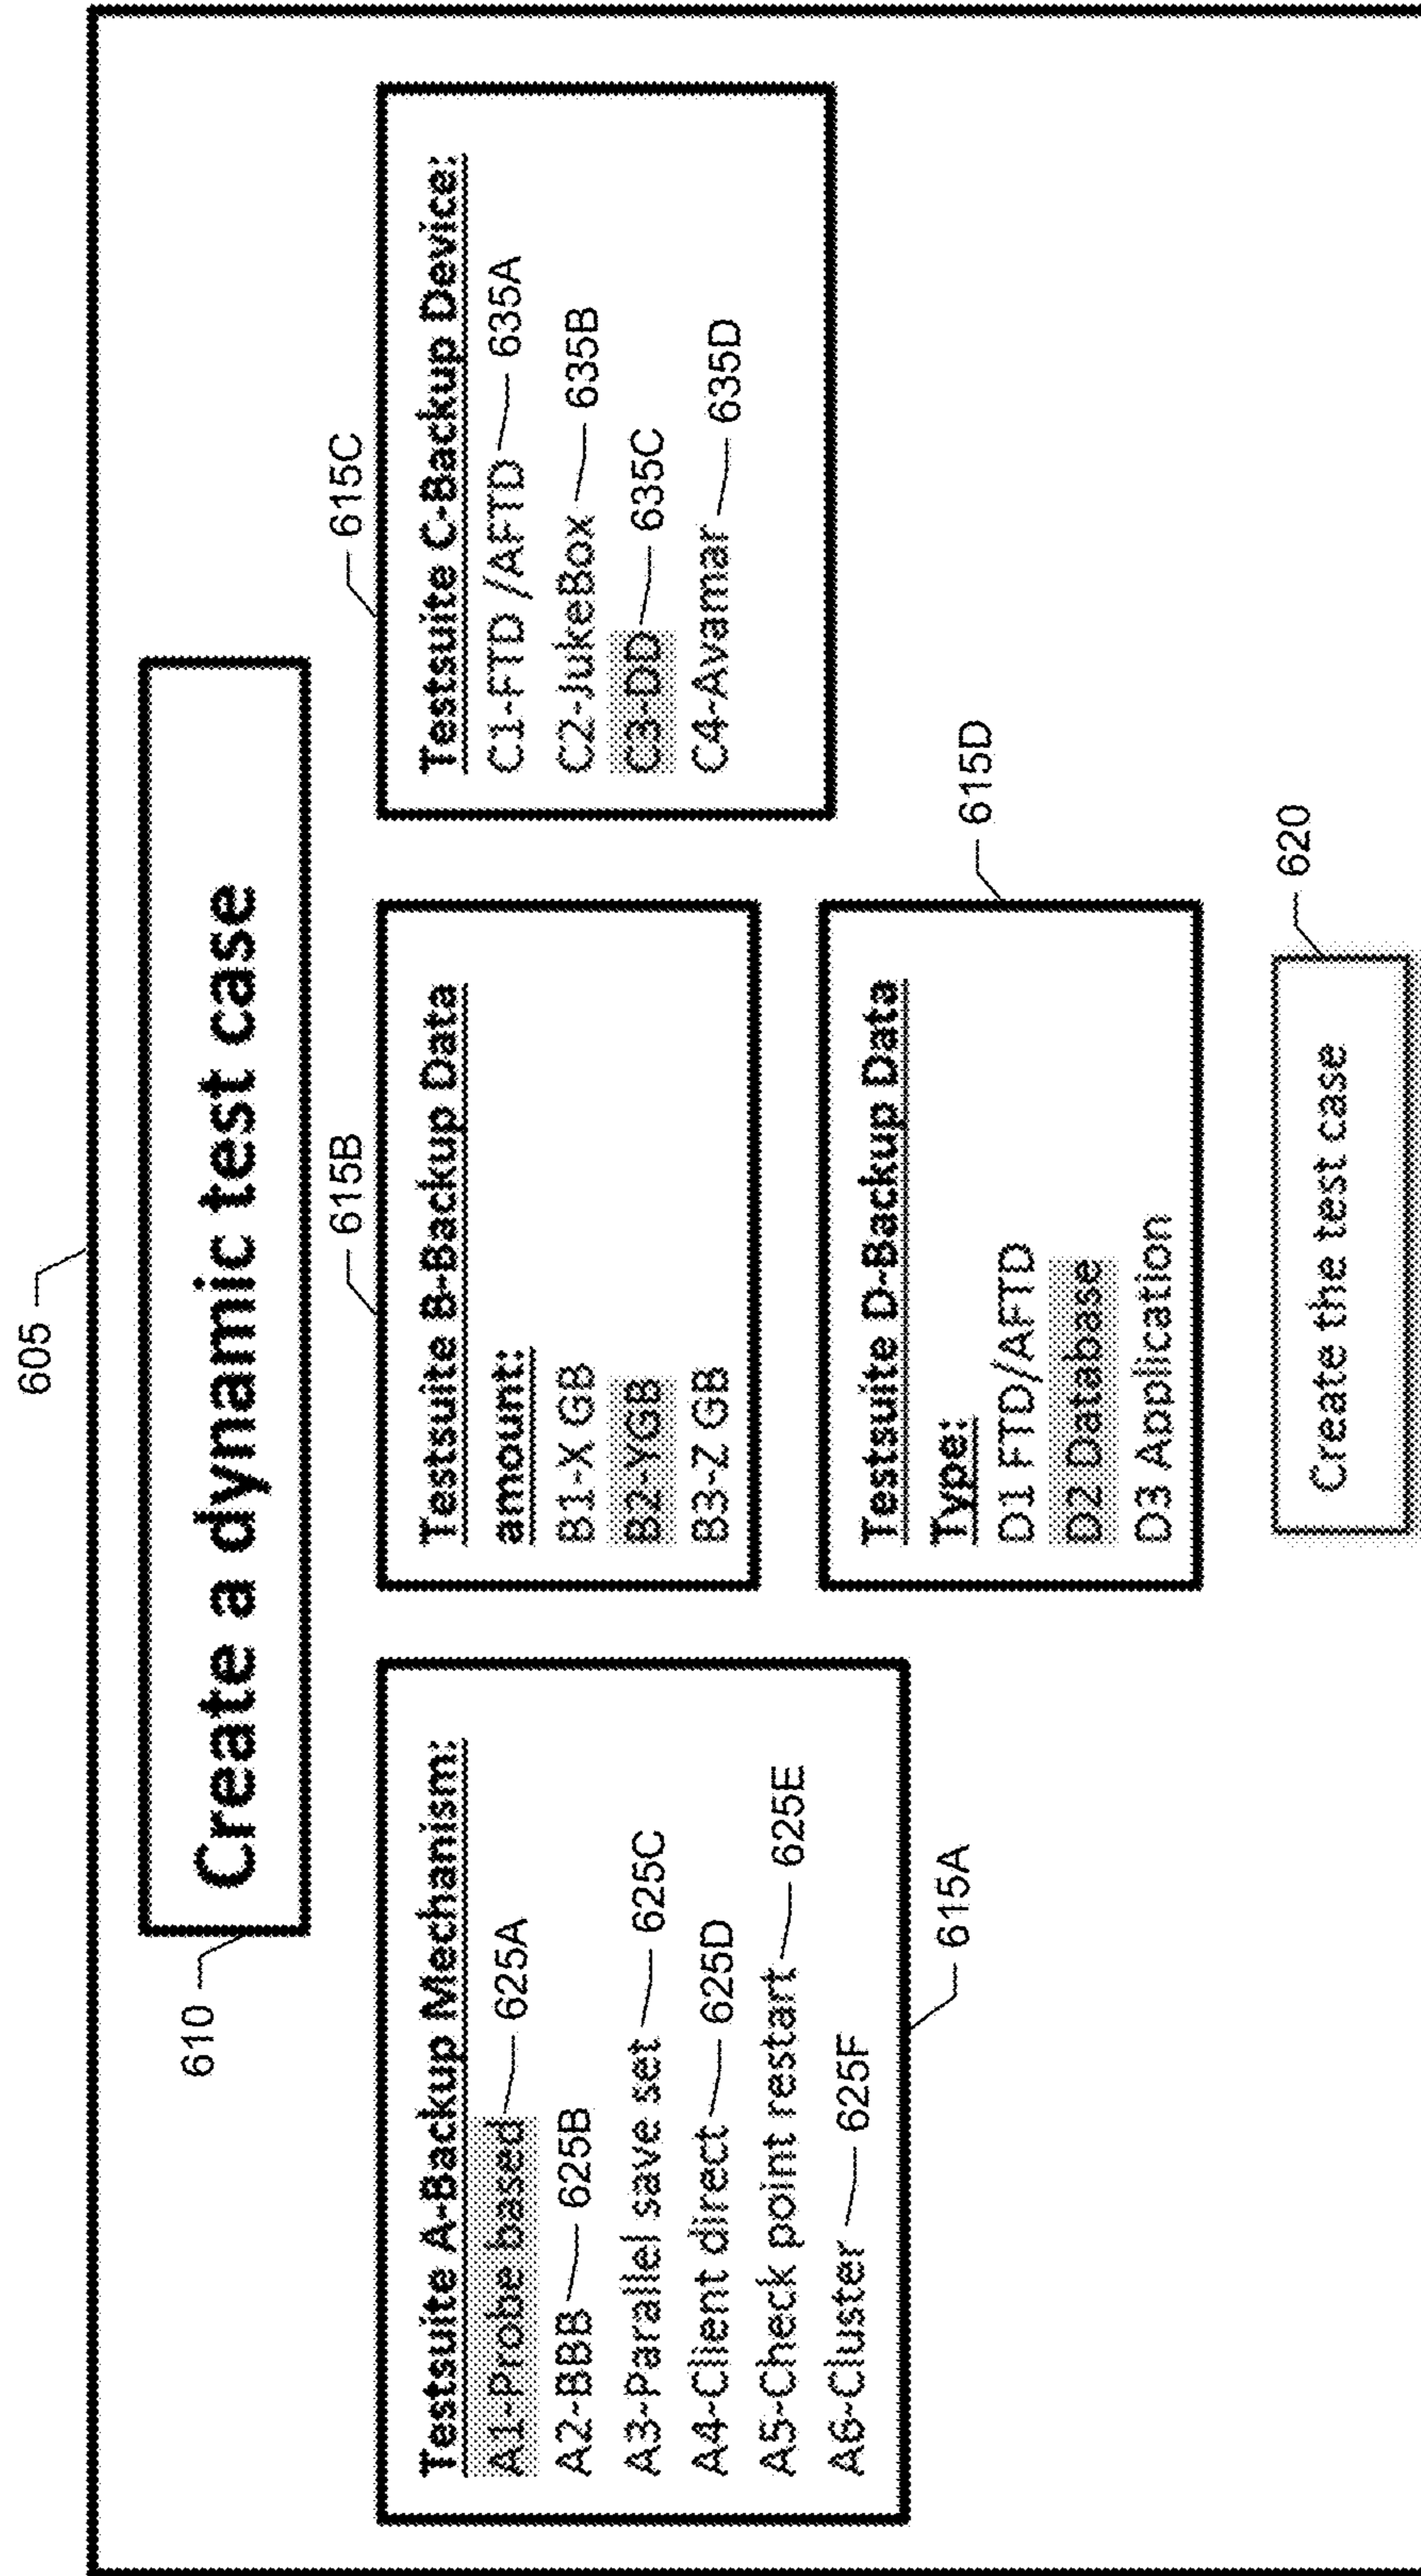 605
610
Create a dynamic test case
615B
615C
Testsuite A-Backup Mechanism:
A1-Probe based 625A
A2-BBB 625B
A3-Parallel save set 625C
A4-Client direct 625D
A5-Check point restart 625E
A6-Cluster 625F
615A
Testsuite B-Backup Data
amount:
B1-X GB
B2-YGB
B3-Z GB
Testsuite C-Backup Device:
C1-FTD /AFTD 635A
C2-JukeBox 635B
C3-DD 635C
C4-Avamar 635D
615D
Testsuite D-Backup Data
Type:
D1 FTD/AFTD
D2 Database
D3 Application
620
Create the test case